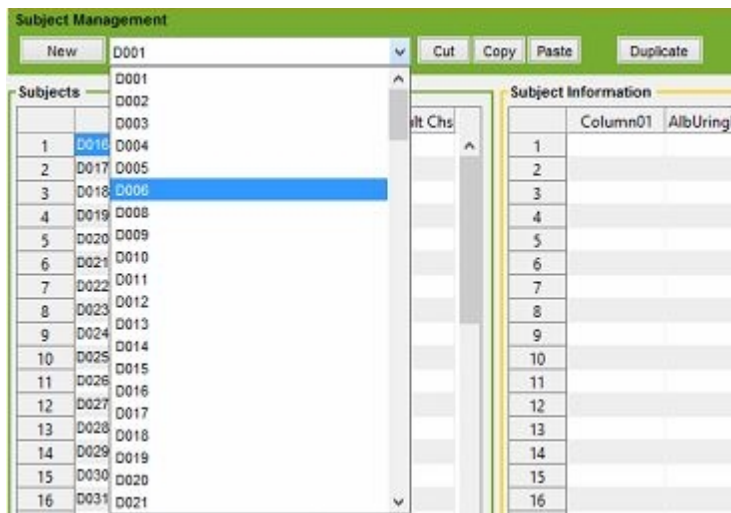 Subject Management
New D001 Cut Copy Paste Duplicate
Subjects Subject Information
ult Chs Column01 AlbUring
D001
D002
D003
D004
D005
D006
D008
D009
D010
D011
D012
D013
D014
D015
D016
D017
D018
D019
D020
D021
1 D016
2 D017
3 D018
4 D019
5 D020
6 D021
7 D022
8 D023
9 D024
10 D025
11 D026
12 D027
13 D028
14 D029
15 D030
16 D031
1
2
3
4
5
6
7
8
9
10
11
12
13
14
15
16